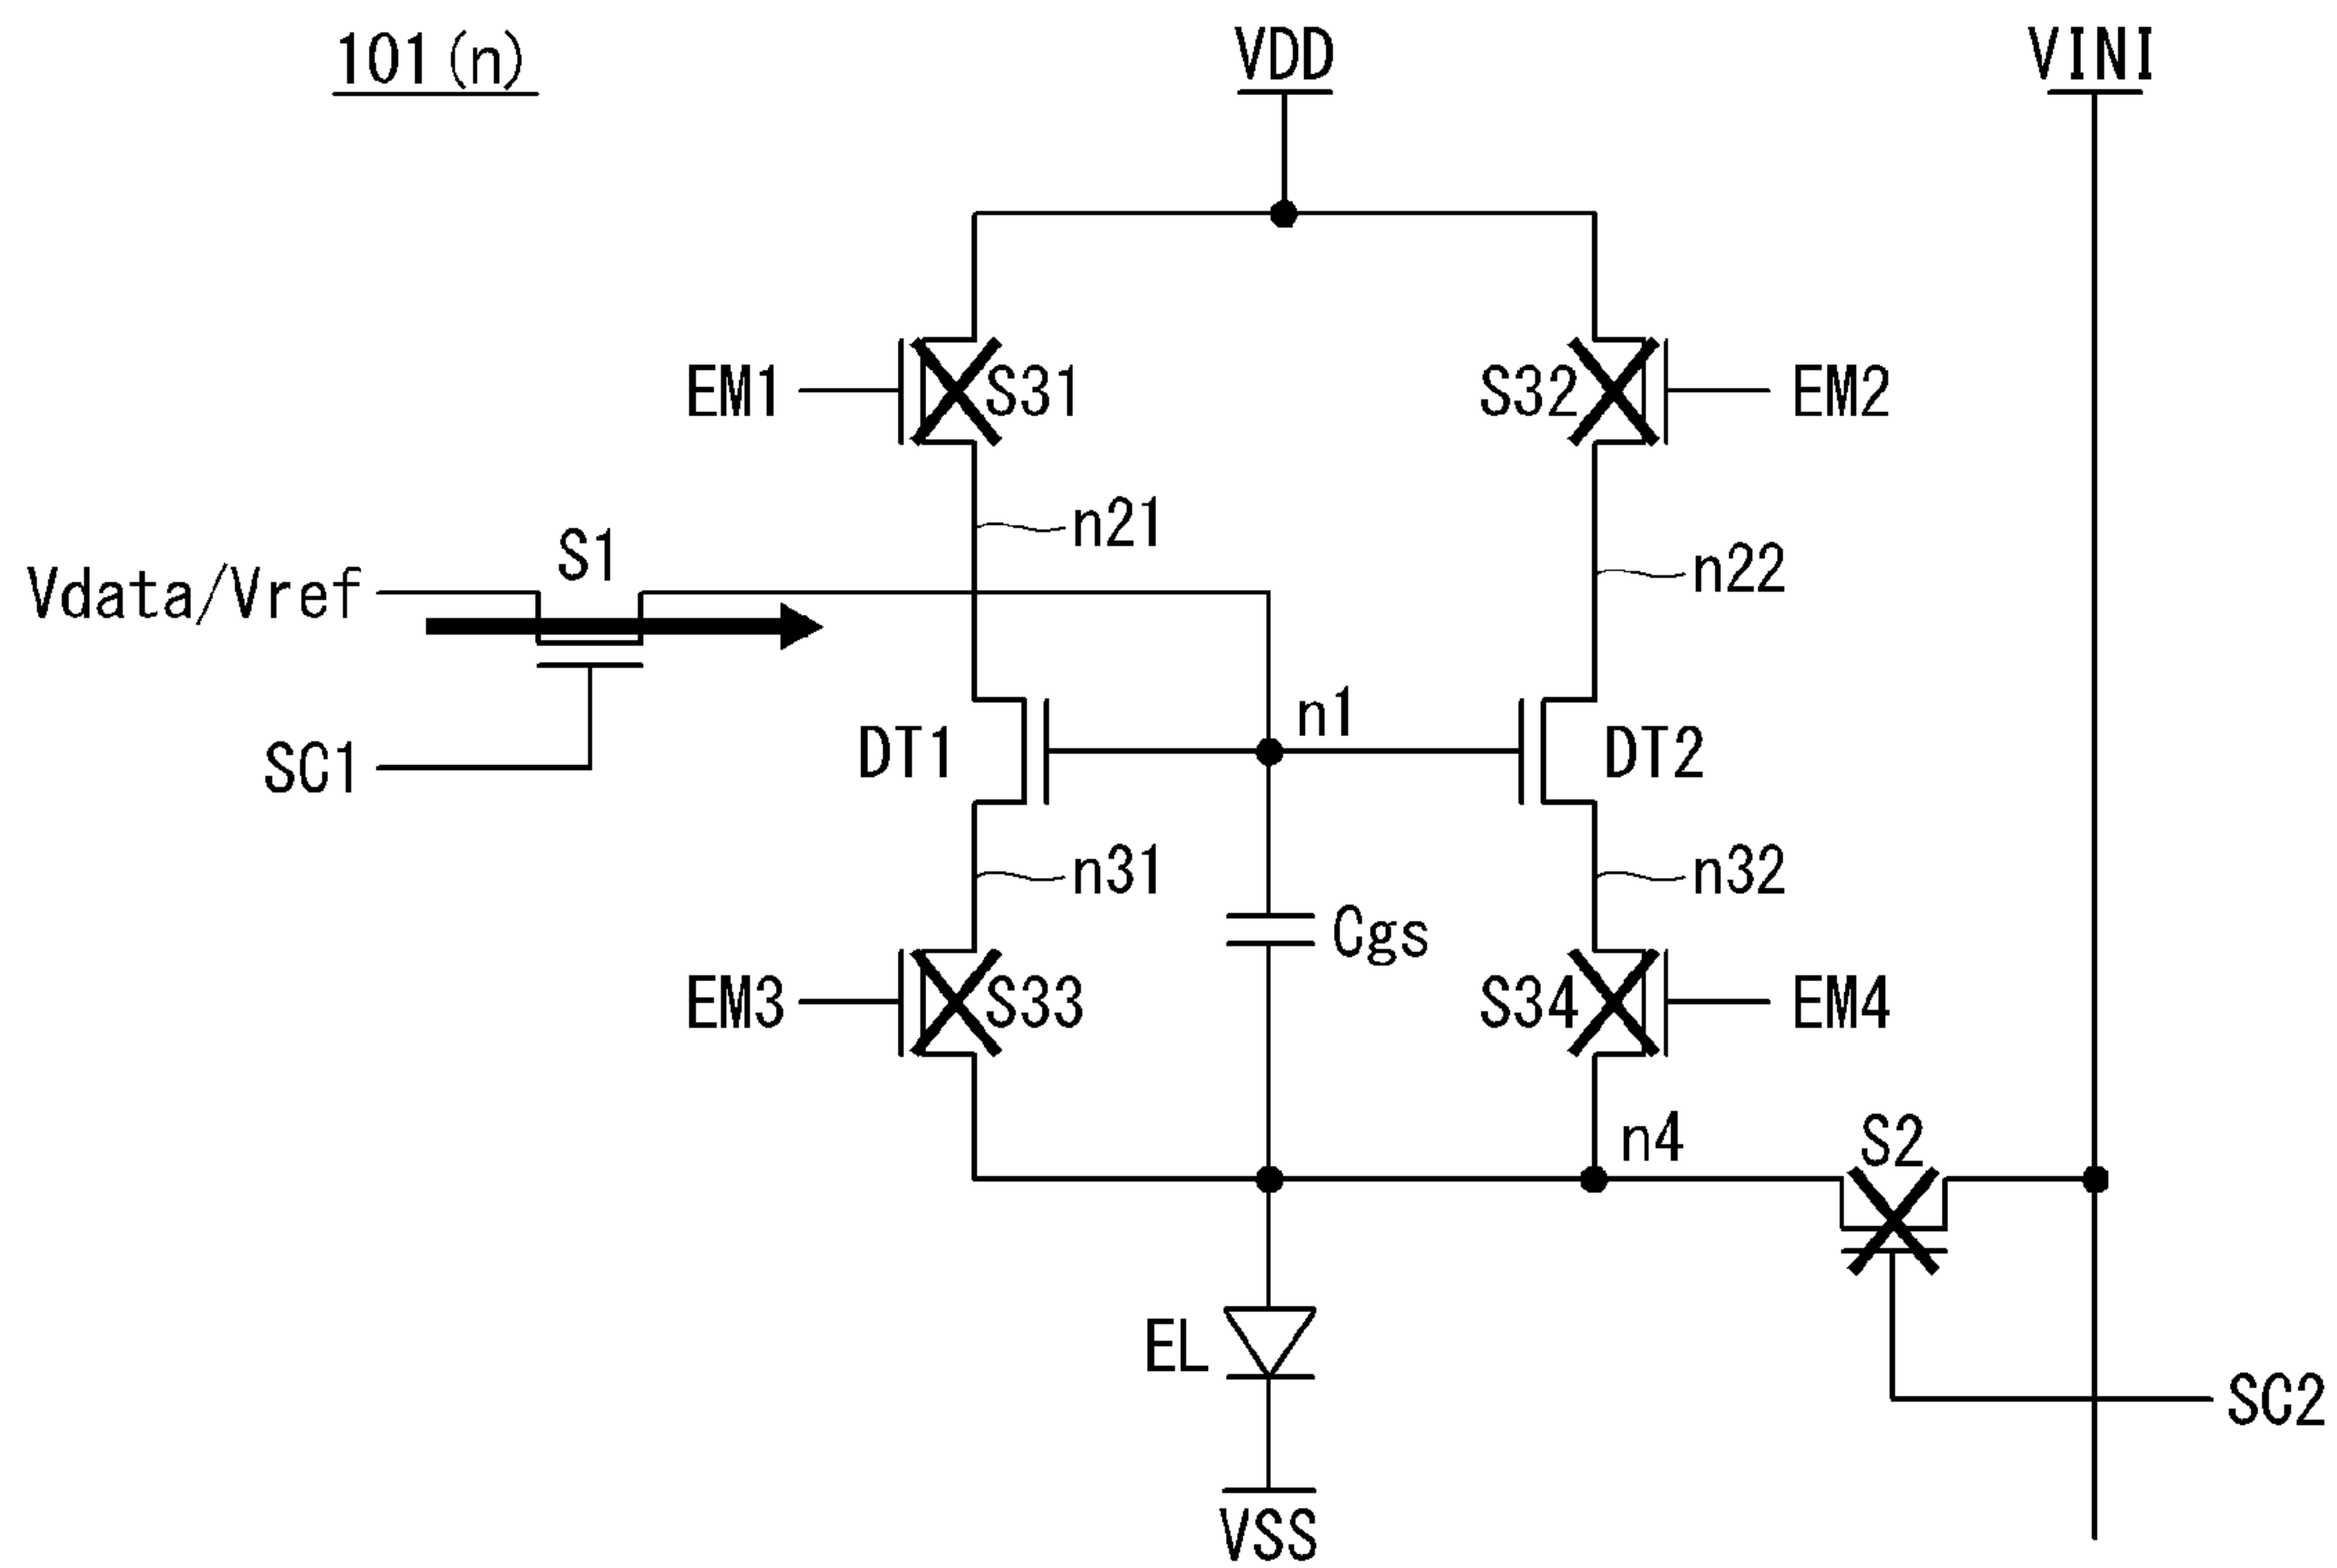 101(n)
VDD
VINI
EM1
S31
S32
EM2
n21
S1
n22
Vdata/Vref
n1
DT1
DT2
SC1
n31
n32
Cgs
EM3
S33
S34
EM4
n4
S2
EL
SC2
VSS